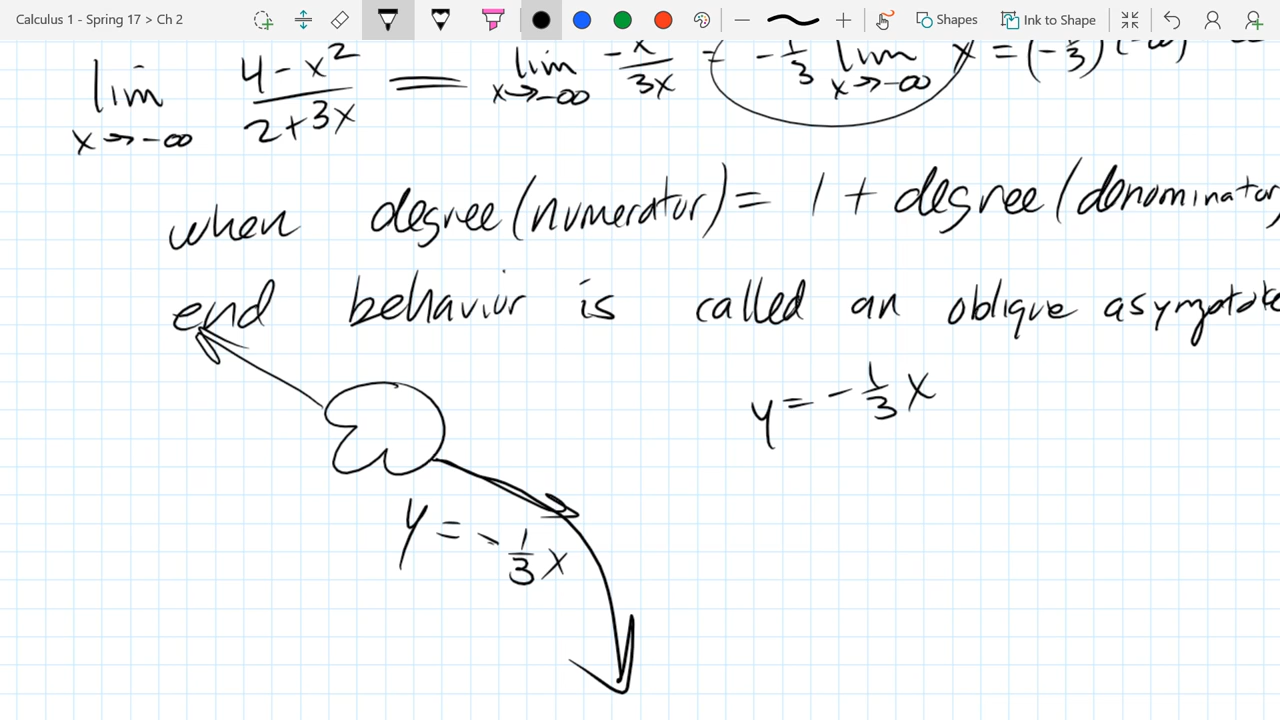 Calculus 1 - Spring 17 > Ch 2
Shapes
Ink to Shape
lim x→-∞ (4-x²)/(2+3x) = lim x→-∞ -x/3x = -1/3 lim x→-∞ x = (-1/3)(-∞)
when degree(numerator) = 1 + degree(denominator
end behavior is called an oblique asymptote
y = -1/3 x
y = -1/3 x